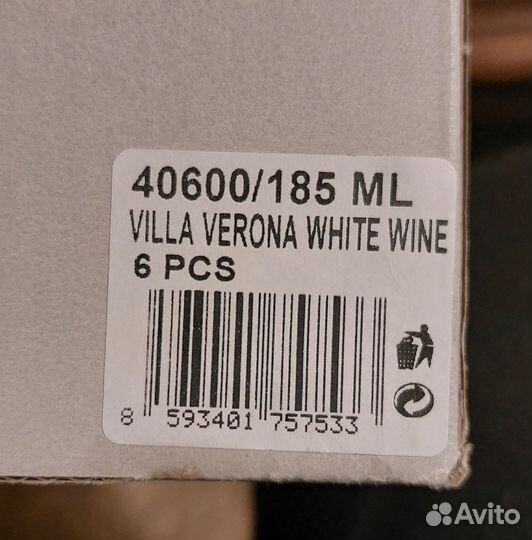 40600/185 ML
VILLA VERONA WHITE WINE
6 PCS
8 593401 757533
Avito